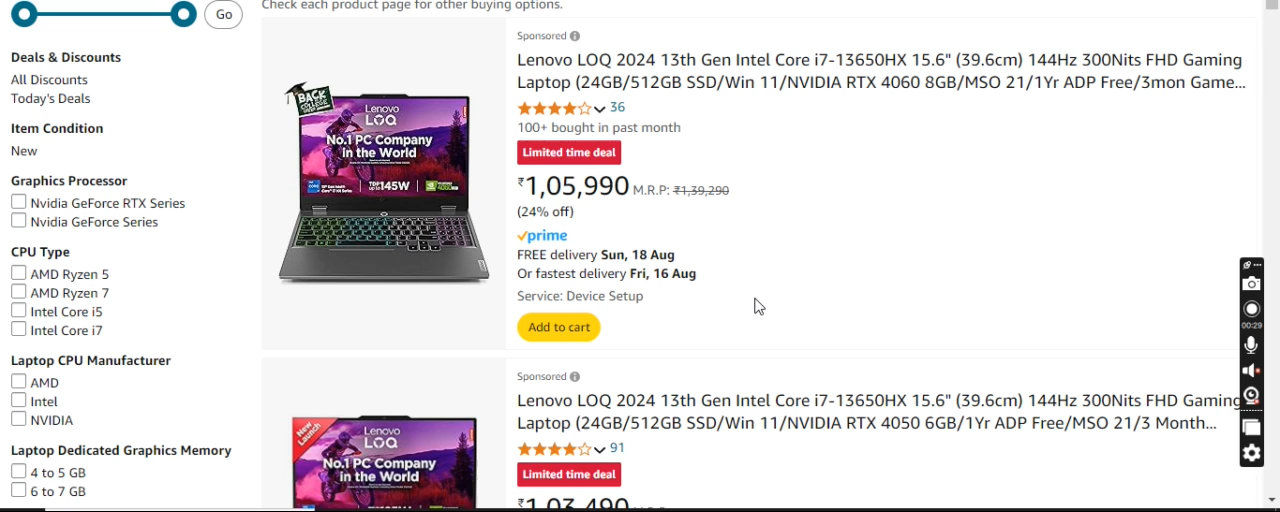 Check each product page for other buying options.
Go
Deals & Discounts
All Discounts
Today's Deals
Item Condition
New
Graphics Processor
Nvidia GeForce RTX Series
Nvidia GeForce Series
CPU Type
AMD Ryzen 5
AMD Ryzen 7
Intel Core i5
Intel Core i7
Laptop CPU Manufacturer
AMD
Intel
NVIDIA
Laptop Dedicated Graphics Memory
4 to 5 GB
6 to 7 GB
BACK
COLLEGE
Lenovo
LOQ
No.1 PC Company
in the World
145W
Sponsored
Lenovo LOQ 2024 13th Gen Intel Core i7-13650HX 15.6" (39.6cm) 144Hz 300Nits FHD Gaming
Laptop (24GB/512GB SSD/Win 11/NVIDIA RTX 4060 8GB/MSO 21/1Yr ADP Free/3mon Game...
36
100+ bought in past month
Limited time deal
₹1,05,990 M.R.P: ₹1,39,290
(24% off)
prime
FREE delivery Sun, 18 Aug
Or fastest delivery Fri, 16 Aug
Service: Device Setup
Add to cart
New
Launch
Lenovo
LOQ
No.1 PC Company
in the World
Sponsored
Lenovo LOQ 2024 13th Gen Intel Core i7-13650HX 15.6" (39.6cm) 144Hz 300Nits FHD Gaming
Laptop (24GB/512GB SSD/Win 11/NVIDIA RTX 4050 6GB/1Yr ADP Free/MSO 21/3 Month...
91
Limited time deal
₹1,03,490
00:29